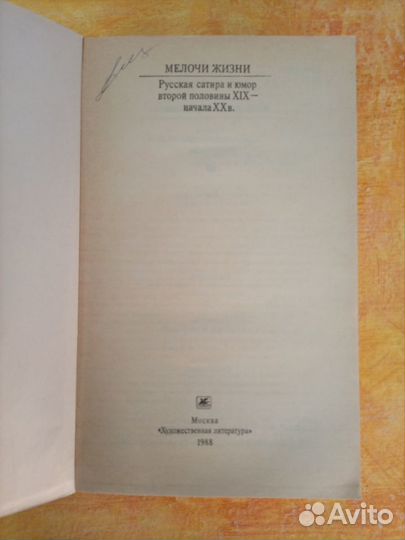 МЕЛОЧИ ЖИЗНИ
Русская сатира и юмор
второй половины XIX —
начала XX в.
Москва
«Художественная литература»
1988
Avito